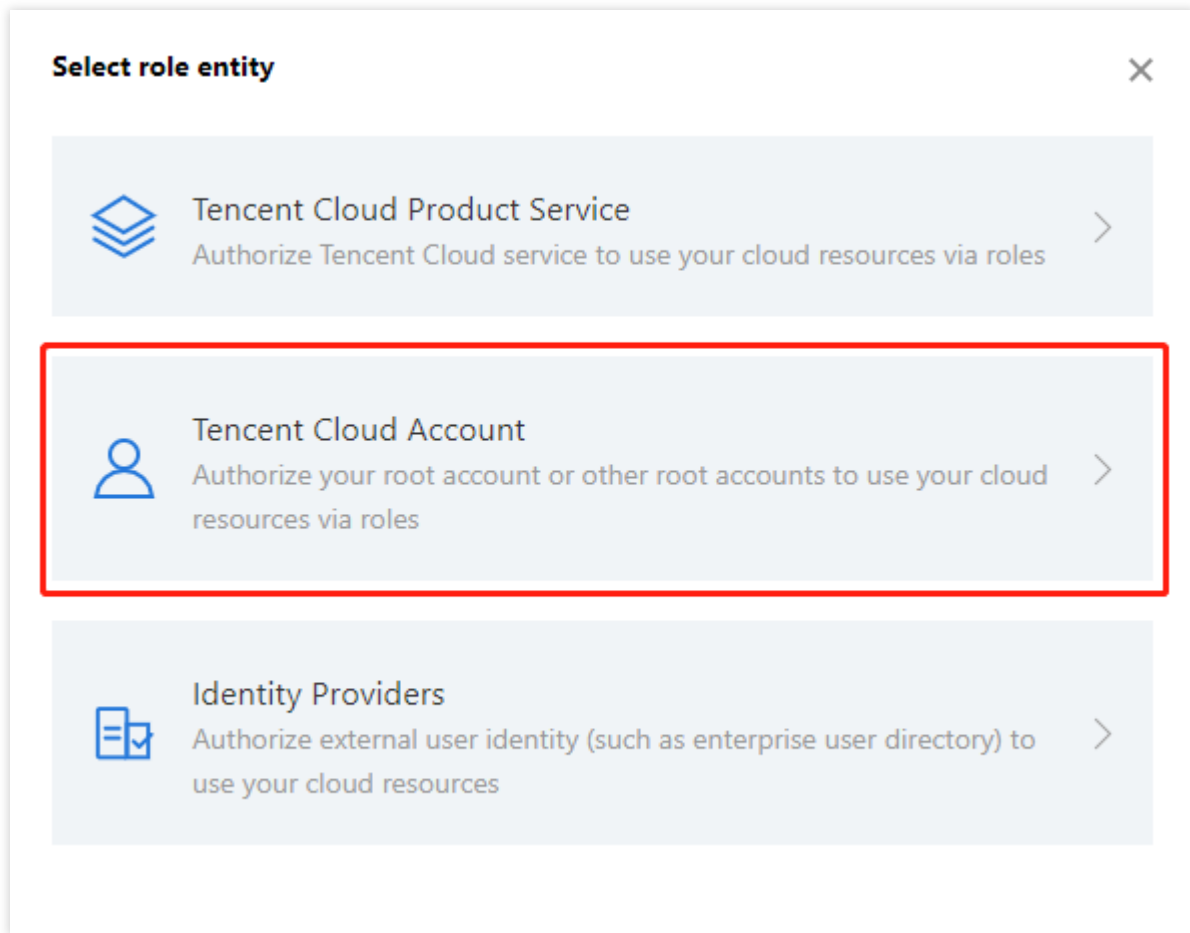 Select role entity
Tencent Cloud Product Service
Authorize Tencent Cloud service to use your cloud resources via roles
Tencent Cloud Account
Authorize your root account or other root accounts to use your cloud
resources via roles
Identity Providers
Authorize external user identity (such as enterprise user directory) to
use your cloud resources